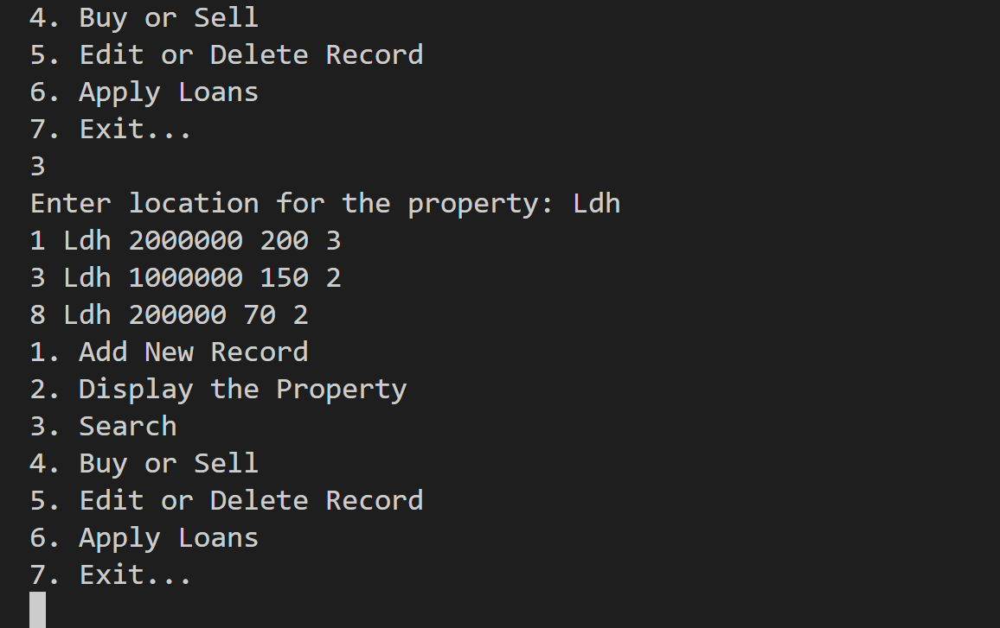 4. Buy or Sell
5. Edit or Delete Record
6. Apply Loans
7. Exit...
3
Enter location for the property: Ldh
1 Ldh 2000000 200 3
3 Ldh 1000000 150 2
8 Ldh 200000 70 2
1. Add New Record
2. Display the Property
3. Search
4. Buy or Sell
5. Edit or Delete Record
6. Apply Loans
7. Exit...